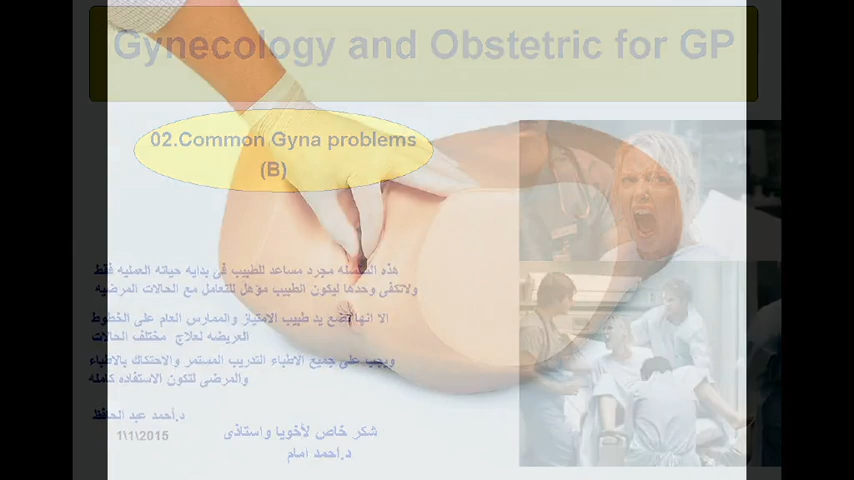 Gynecology and Obstetric for GP
02.Common Gyna problems
(B)
هذه السلسله مجرد مساعد للطبيب فى بدايه حياته العمليه فقط
ولاتكفى وحدها ليكون الطبيب مؤهل للتعامل مع الحالات المرضيه
الا انها تضع يد طبيب الامتياز والممارس العام على الخطوط
العريضه لعلاج مختلف الحالات
ويجب على جميع الاطباء التدريب المستمر والاحتكاك بالاطباء
والمرضى لتكون الاستفاده كامله
د.أحمد عبد الحافظ
1\1\2015
شكر خاص لأخويا واستاذى
د.أحمد امام